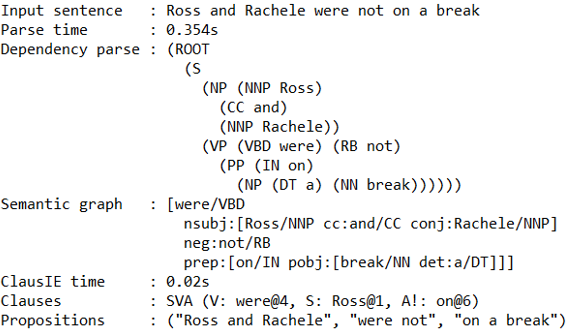 Input sentence   : Ross and Rachele were not on a break
Parse time       : 0.354s
Dependency parse : (ROOT
                     (S
                       (NP (NNP Ross)
                         (CC and)
                         (NNP Rachele))
                       (VP (VBD were) (RB not)
                         (PP (IN on)
                           (NP (DT a) (NN break))))))
Semantic graph   : [were/VBD
                     nsubj:[Ross/NNP cc:and/CC conj:Rachele/NNP]
                     neg:not/RB
                     prep:[on/IN pobj:[break/NN det:a/DT]]]
ClausIE time     : 0.02s
Clauses          : SVA (V: were@4, S: Ross@1, A!: on@6)
Propositions     : ("Ross and Rachele", "were not", "on a break")